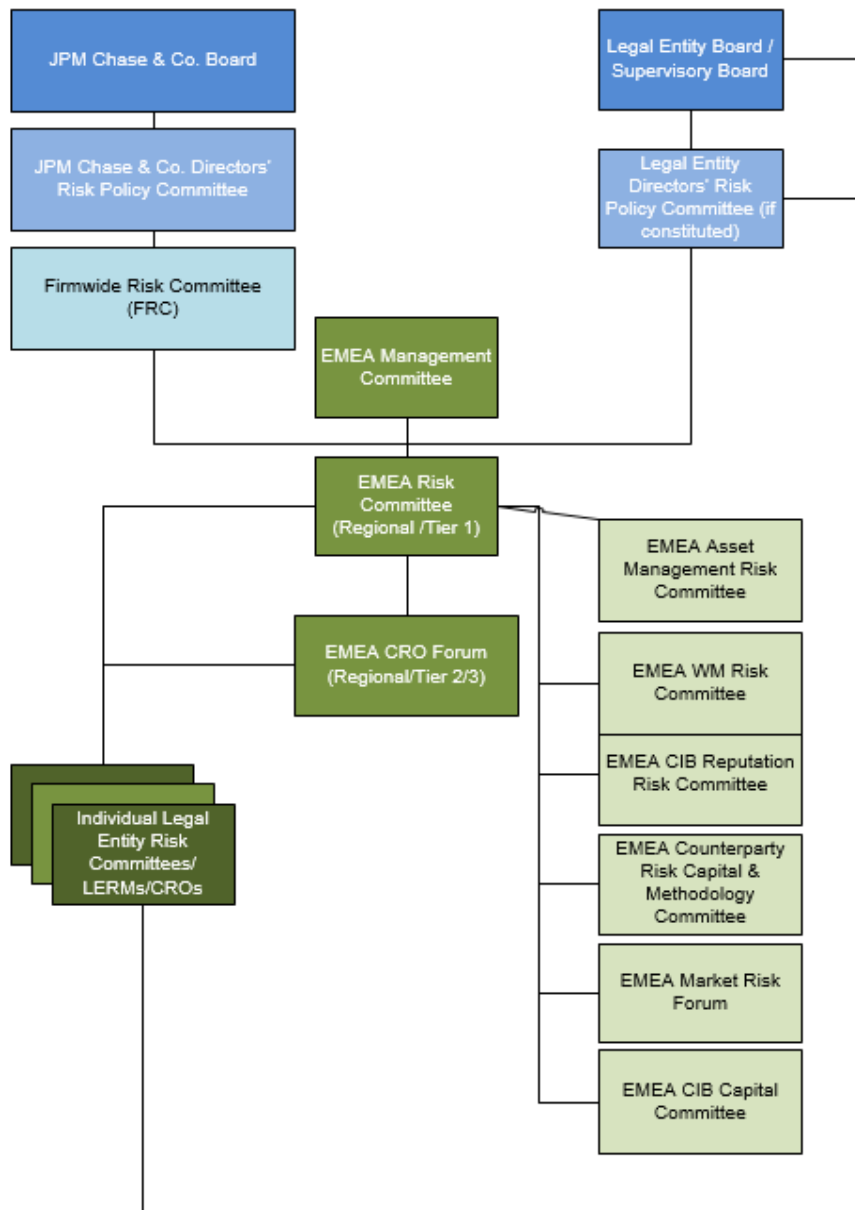 JPM Chase & Co. Board
Legal Entity Board /
Supervisory Board
JPM Chase & Co. Directors'
Risk Policy Committee
Legal Entity
Directors' Risk
Policy Committee (if
constituted)
Firmwide Risk Committee
(FRC)
EMEA Management
Committee
EMEA Risk
Committee
(Regional /Tier 1)
EMEA Asset
Management Risk
Committee
EMEA CRO Forum
(Regional/Tier 2/3)
EMEA WM Risk
Committee
EMEA CIB Reputation
Risk Committee
Individual Legal
Entity Risk
Committees/
LERMs/CROs
EMEA Counterparty
Risk Capital &
Methodology
Committee
EMEA Market Risk
Forum
EMEA CIB Capital
Committee